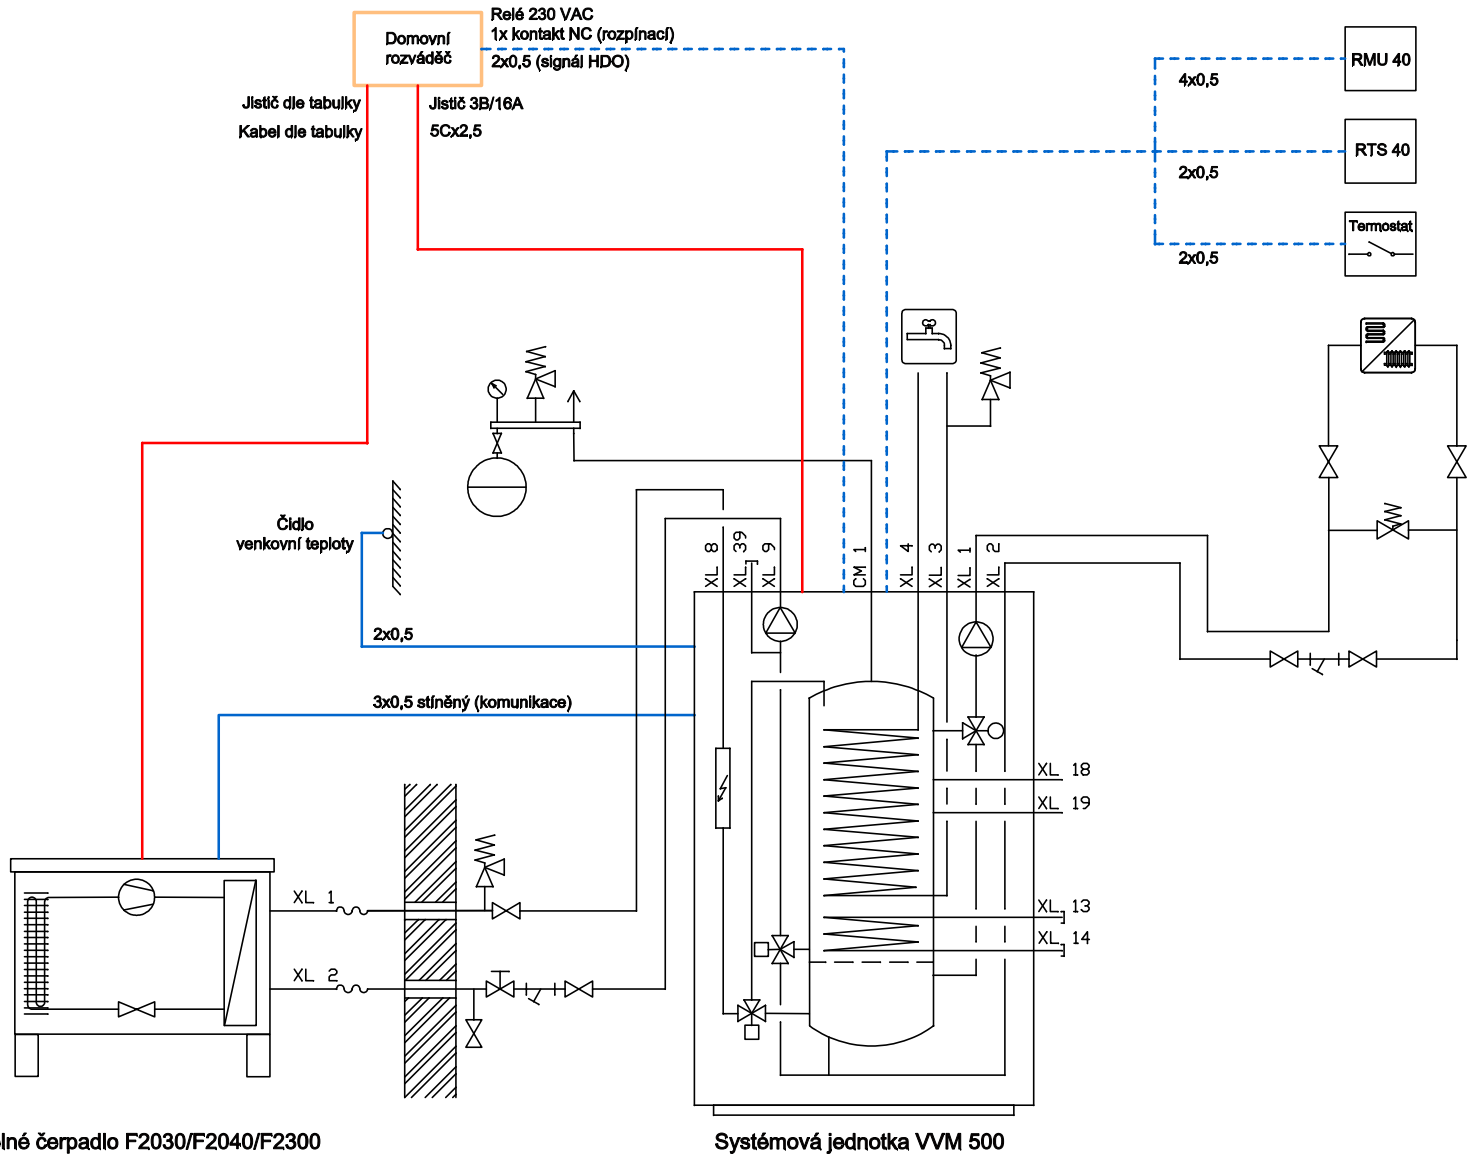 Relé 230 VAC
1x kontakt NC (rozpínací)
2x0,5 (signál HDO)
Domovní
rozváděč
Jistič dle tabulky
Kabel dle tabulky
Jistič 3B/16A
5Cx2,5
RMU 40
4x0,5
RTS 40
2x0,5
Termostat
2x0,5
Čidlo
venkovní teploty
2x0,5
3x0,5 stíněný (komunikace)
XL 8
XL 39
XL 9
CM 1
XL 4
XL 3
XL 1
XL 2
XL 18
XL 19
XL 13
XL 14
XL 1
XL 2
čerpadlo F2030/F2040/F2300
Systémová jednotka VVM 500